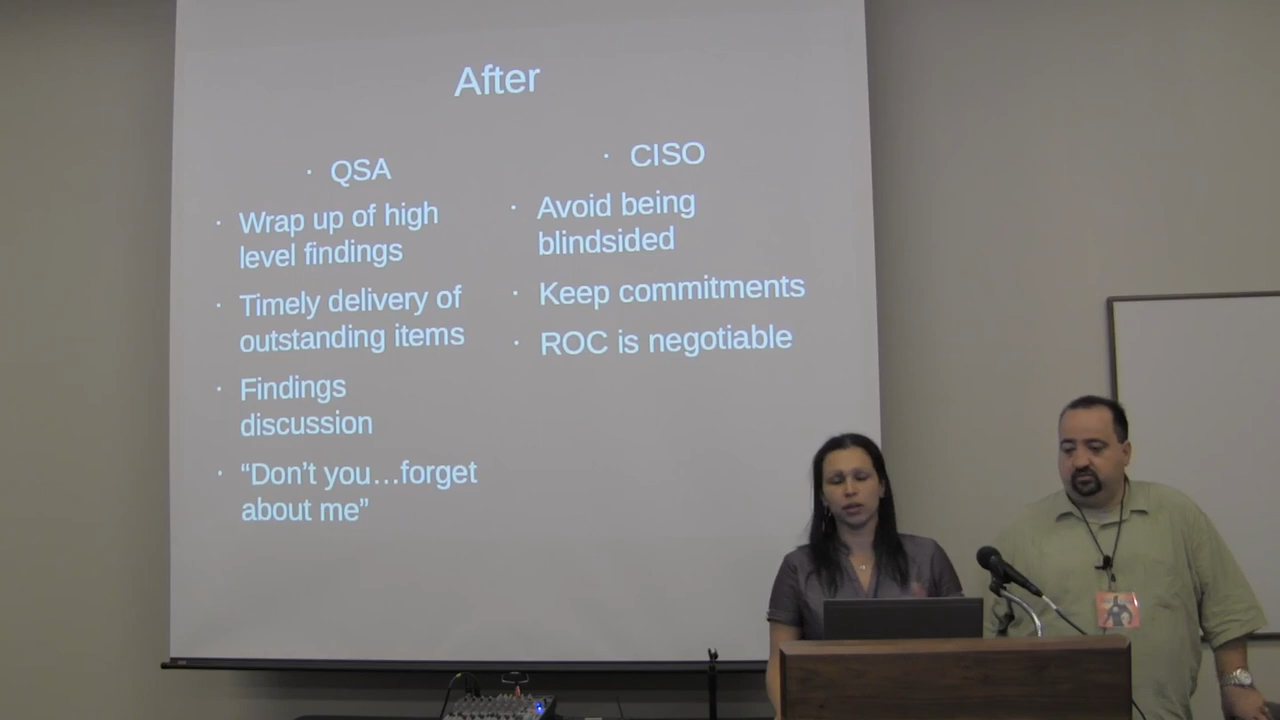 After
· QSA
· Wrap up of high
level findings
· Timely delivery of
outstanding items
· Findings
discussion
· “Don’t you…forget
about me”
· CISO
· Avoid being
blindsided
· Keep commitments
· ROC is negotiable